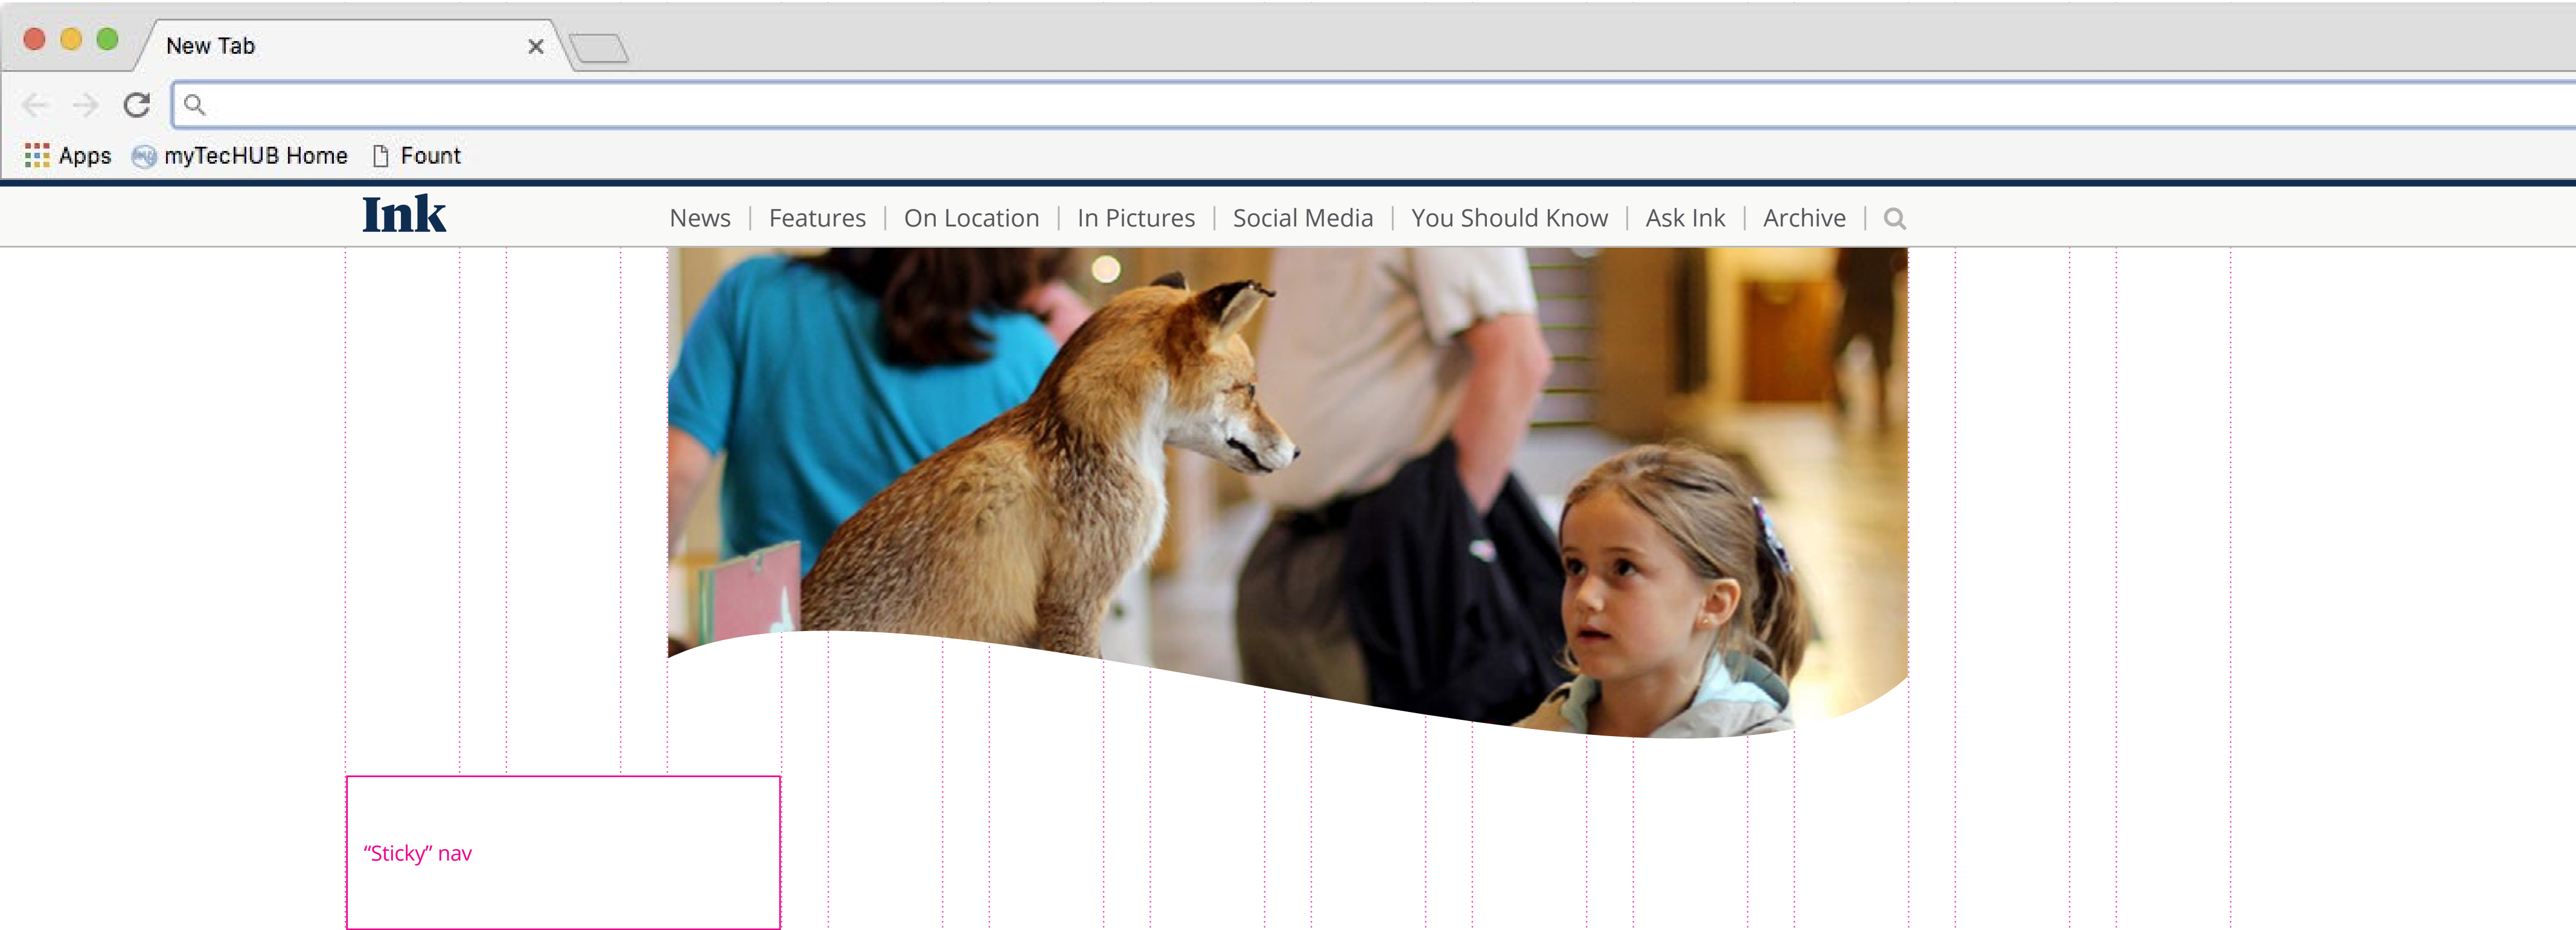 New Tab
Apps myTecHUB Home Fount
Ink
News | Features | On Location | In Pictures | Social Media | You Should Know | Ask Ink | Archive |
“Sticky” nav